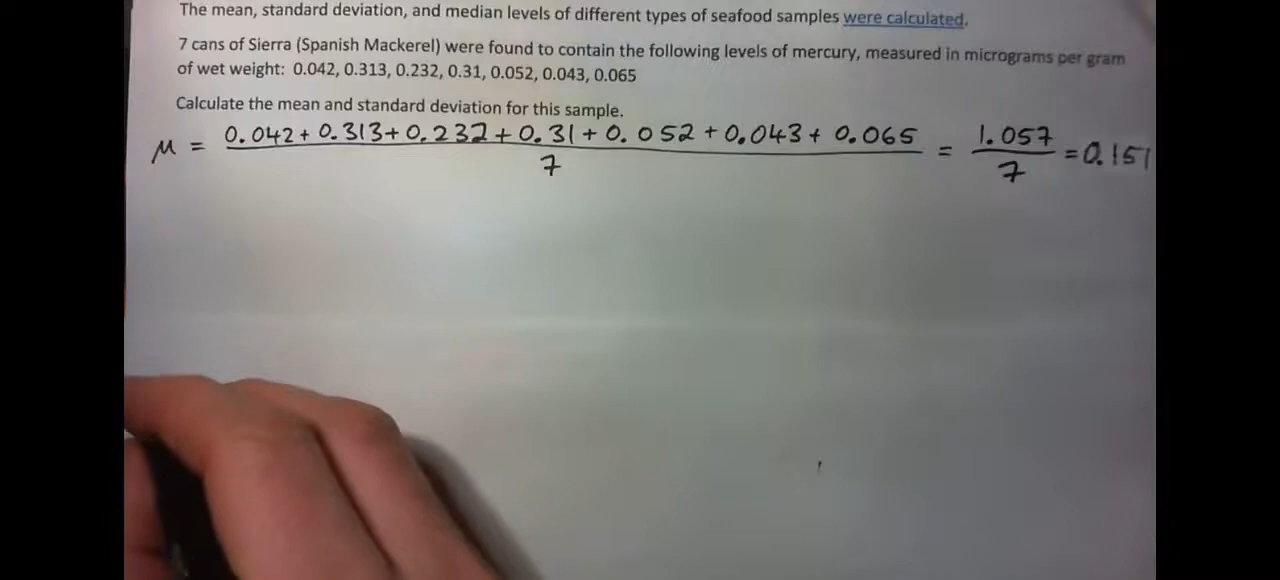 The mean, standard deviation, and median levels of different types of seafood samples were calculated.
7 cans of Sierra (Spanish Mackerel) were found to contain the following levels of mercury, measured in micrograms per gram
of wet weight: 0.042, 0.313, 0.232, 0.31, 0.052, 0.043, 0.065
Calculate the mean and standard deviation for this sample.
μ = 0.042 + 0.313 + 0.232 + 0.31 + 0.052 + 0.043 + 0.065 / 7 = 1.057 / 7 = 0.151